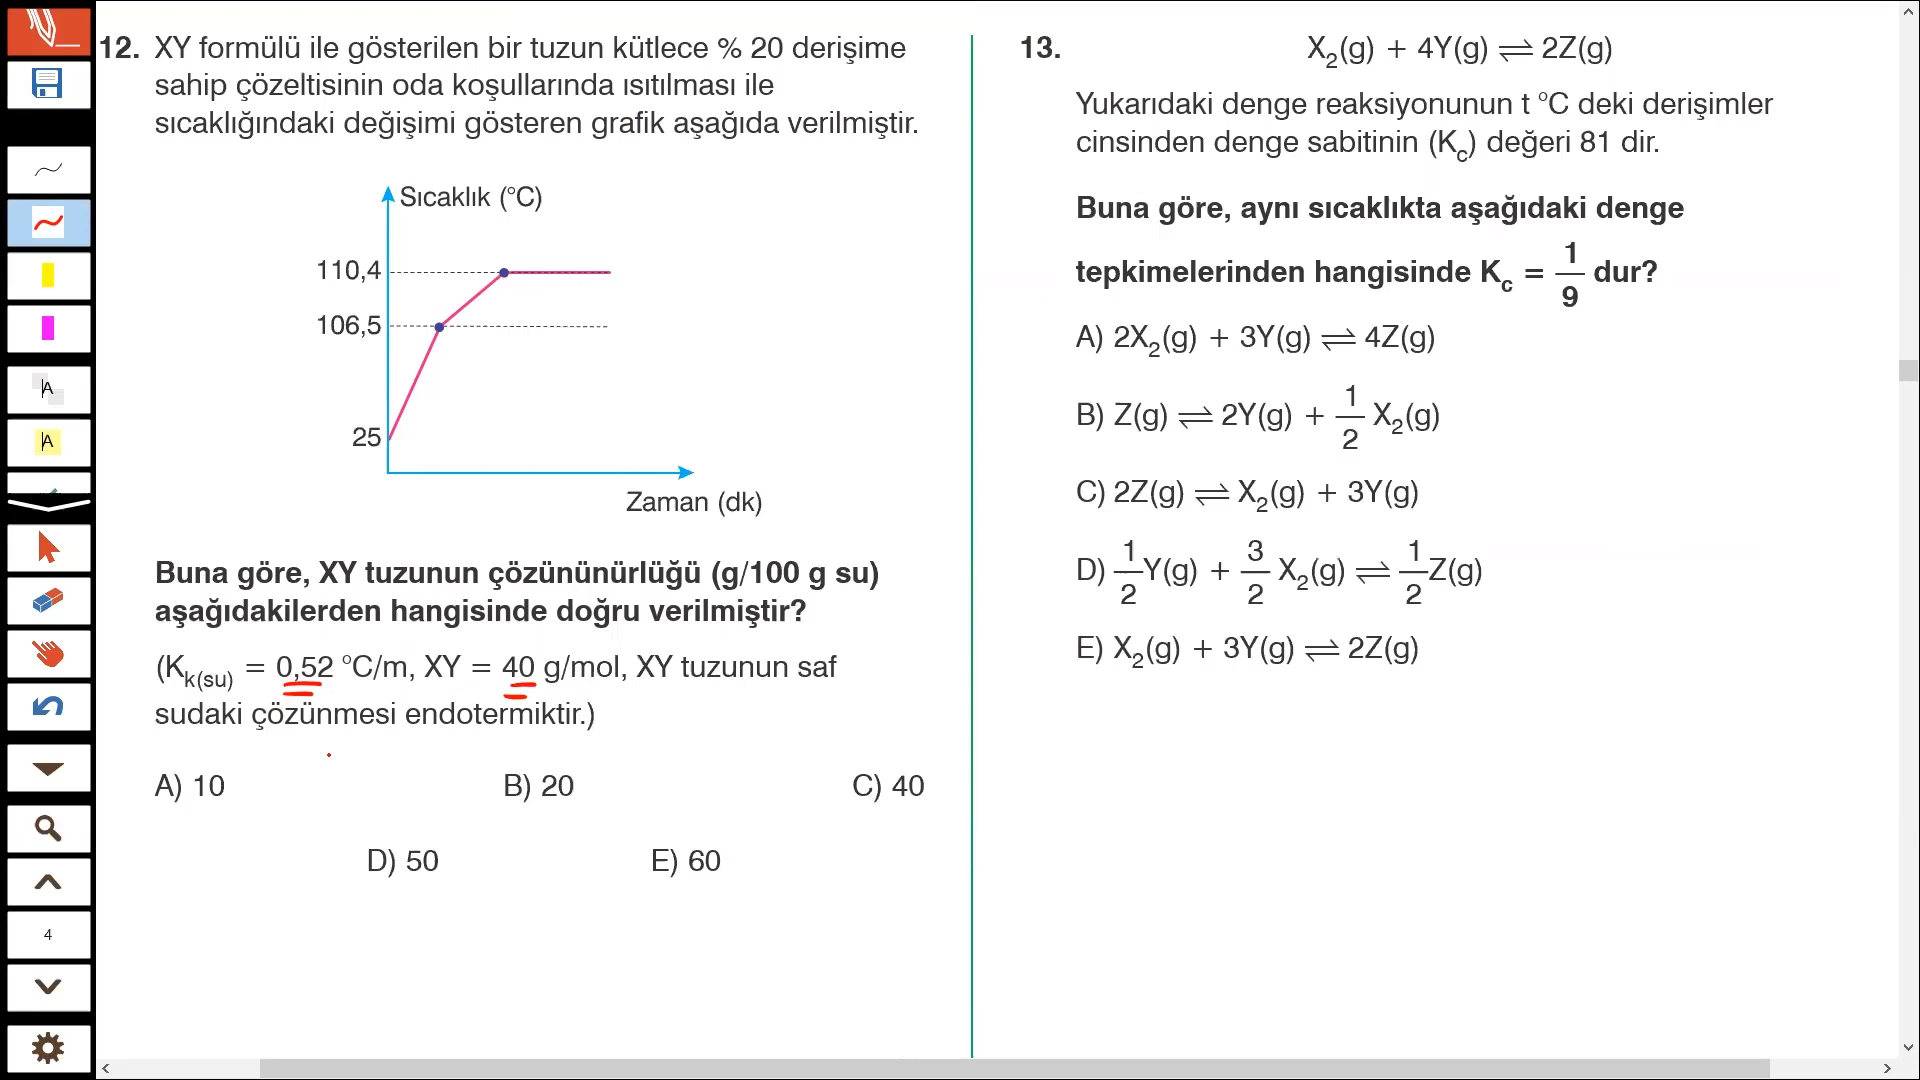 12. XY formülü ile gösterilen bir tuzun kütlece % 20 derişime
sahip çözeltisinin oda koşullarında ısıtılması ile
sıcaklığındaki değişimi gösteren grafik aşağıda verilmiştir.
Sıcaklık (°C)
110,4
106,5
25
Zaman (dk)
Buna göre, XY tuzunun çözününürlüğü (g/100 g su)
aşağıdakilerden hangisinde doğru verilmiştir?
(Kk(su) = 0,52 °C/m, XY = 40 g/mol, XY tuzunun saf
sudaki çözünmesi endotermiktir.)
A) 10 B) 20 C) 40
D) 50 E) 60
13. X₂(g) + 4Y(g) ⇌ 2Z(g)
Yukarıdaki denge reaksiyonunun t °C deki derişimler
cinsinden denge sabitinin (Kc) değeri 81 dir.
Buna göre, aynı sıcaklıkta aşağıdaki denge
tepkimelerinden hangisinde Kc = 1/9 dur?
A) 2X₂(g) + 3Y(g) ⇌ 4Z(g)
B) Z(g) ⇌ 2Y(g) + 1/2 X₂(g)
C) 2Z(g) ⇌ X₂(g) + 3Y(g)
D) 1/2 Y(g) + 3/2 X₂(g) ⇌ 1/2 Z(g)
E) X₂(g) + 3Y(g) ⇌ 2Z(g)
A
A
4